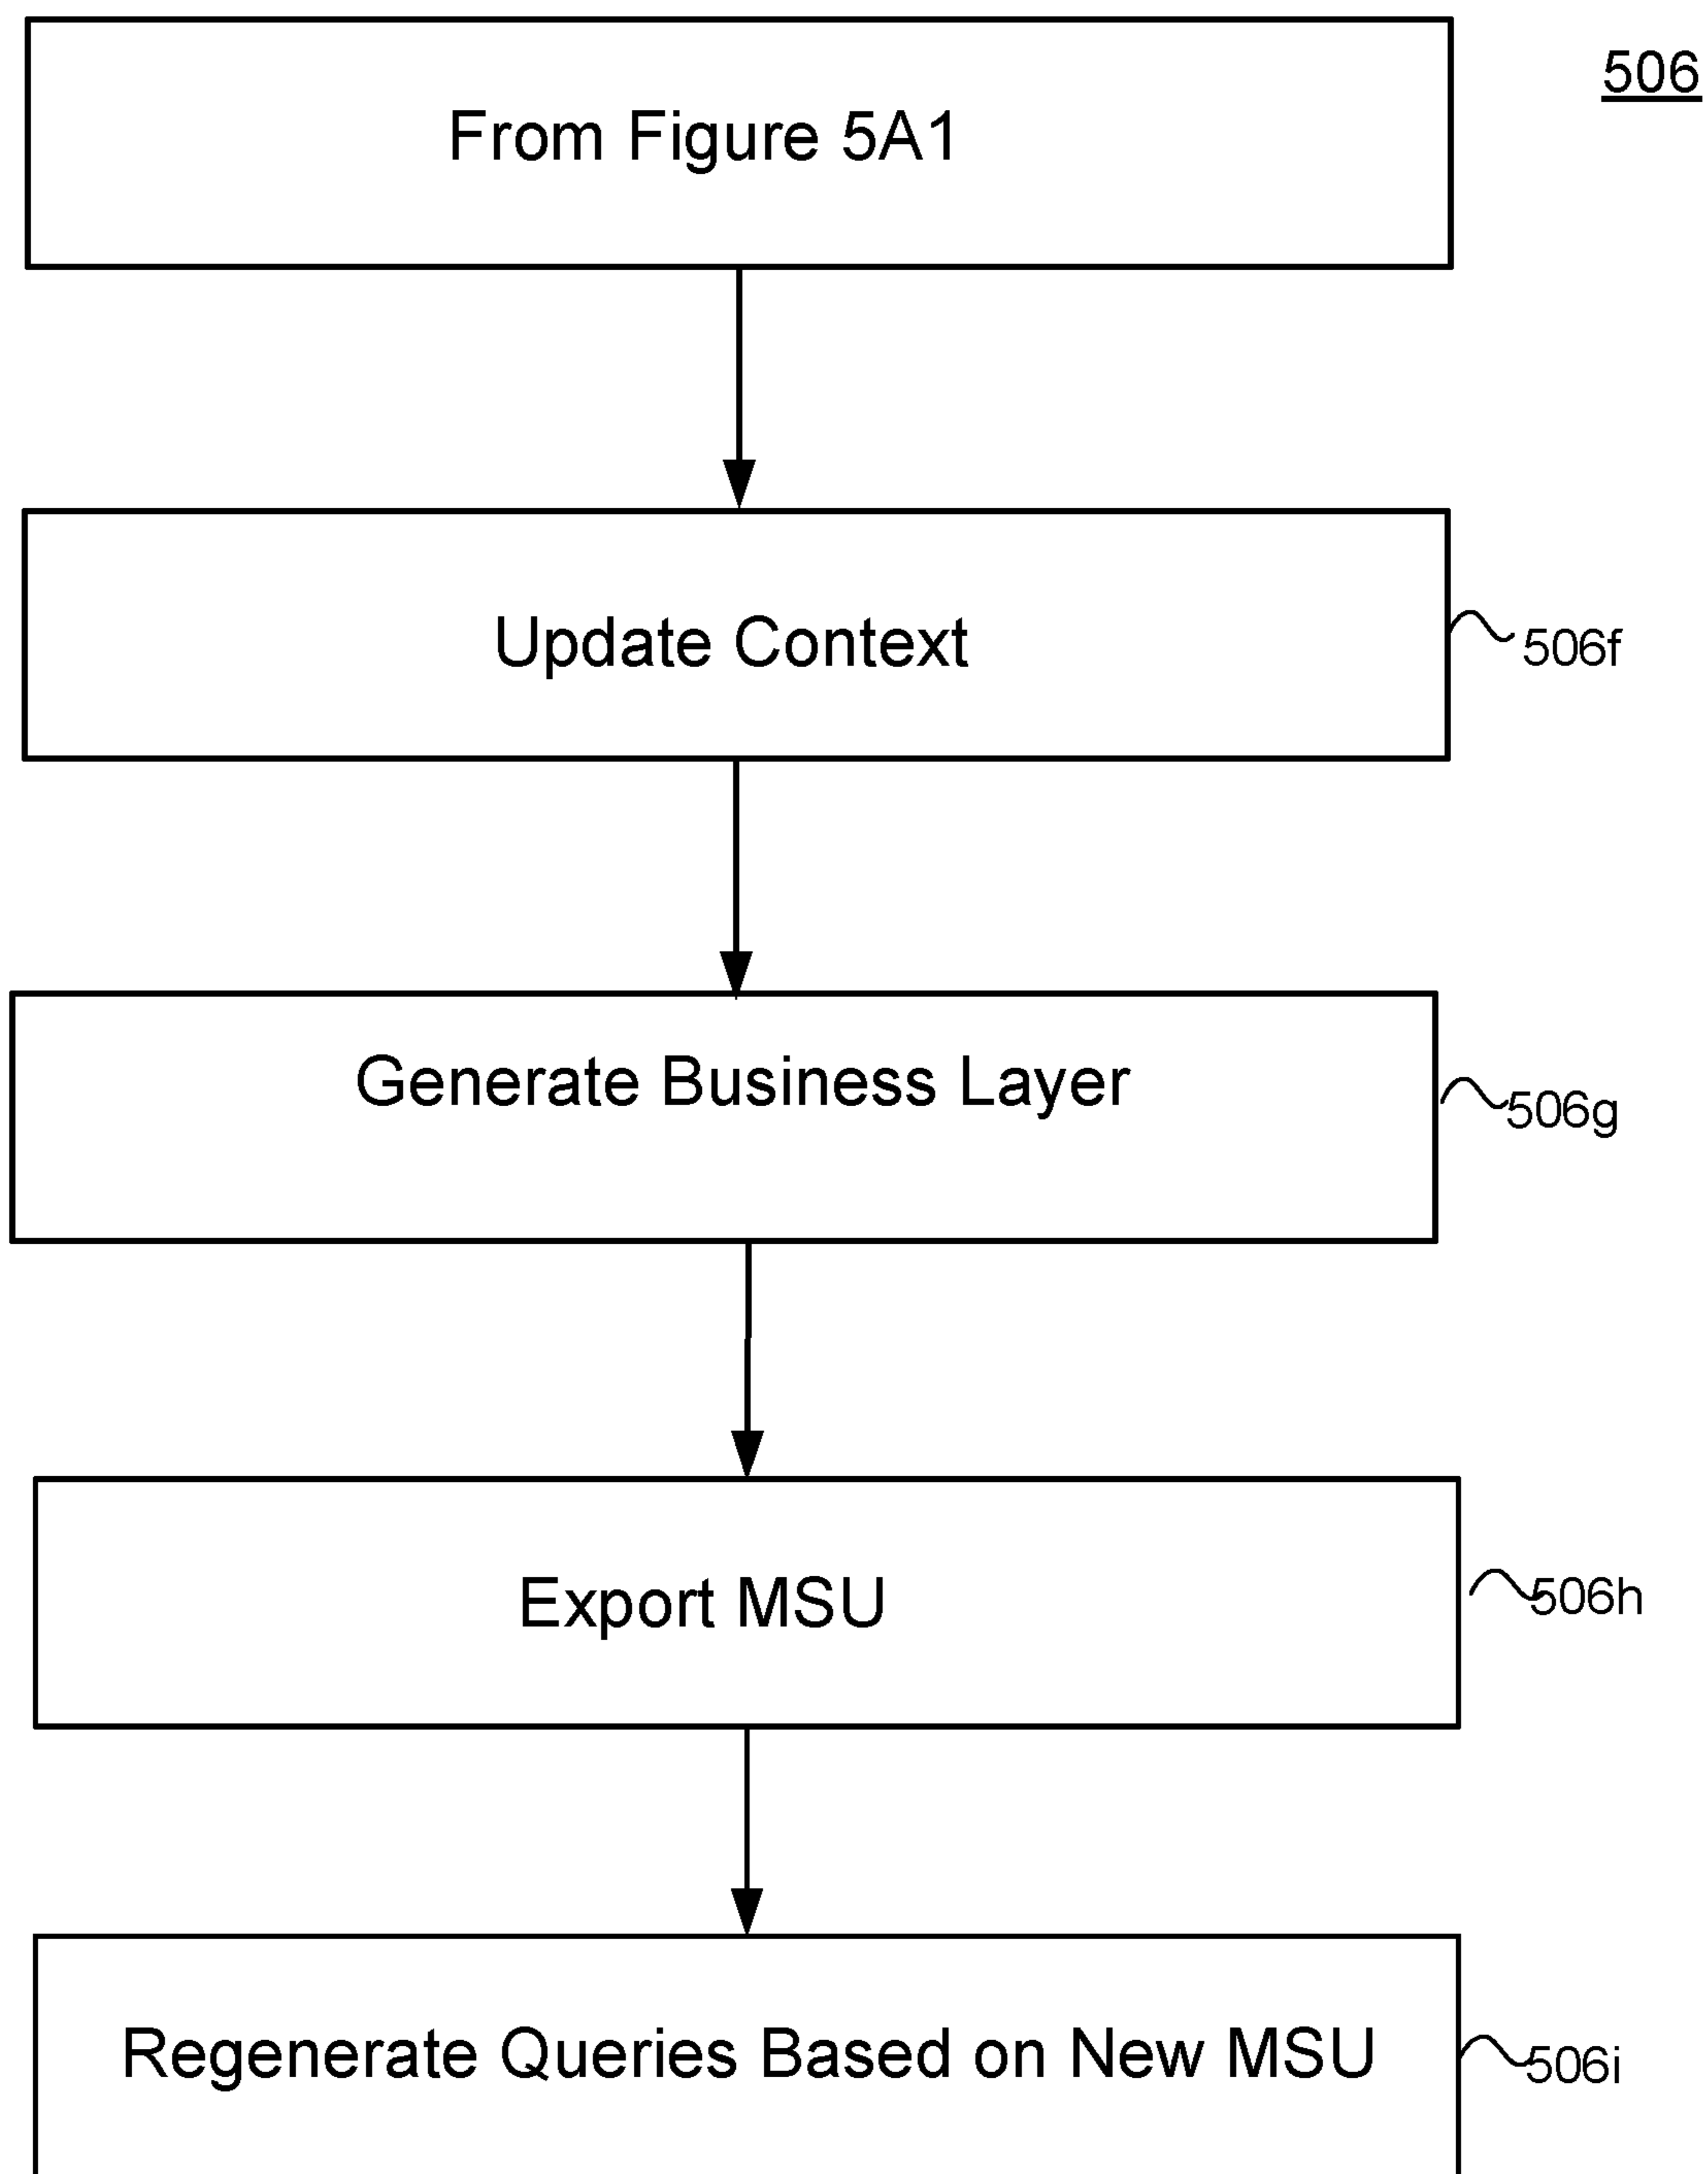 506
From Figure 5A1
Update Context
506f
Generate Business Layer
506g
Export MSU
506h
Regenerate Queries Based on New MSU
506i